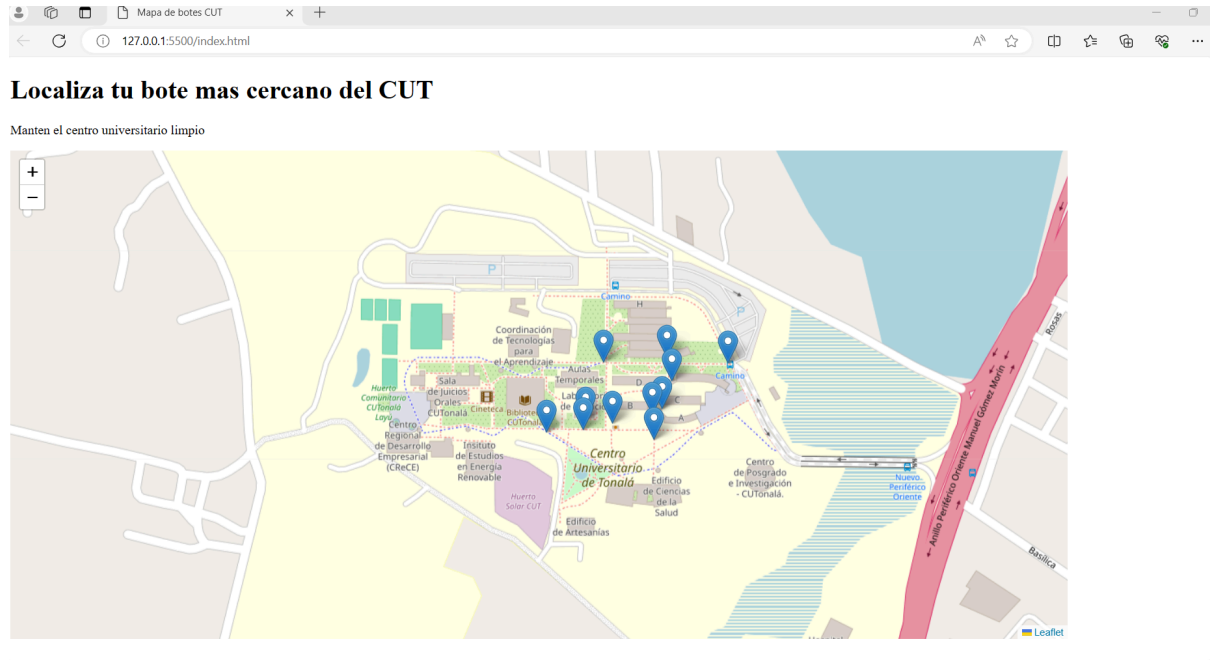 Mapa de botes CUT
127.0.0.1:5500/index.html
Localiza tu bote mas cercano del CUT
Manten el centro universitario limpio
+
−
P
Camino
H
P
Rosas
Coordinación
de Tecnologías
para
el Aprendizaje
Aulas
Temporales
D
Camino
Sala
de Juicios
Orales
CUTonalá
Cineteca
Huerto
Comunitario
CUTonalá
Layú
B
C
A
Centro
Regional
de Desarrollo
Empresarial
(CReCE)
Insituto
de Estudios
en Energía
Renovable
Centro
Universitario
de Tonalá
Huerto
Solar CUT
Edificio
de Ciencias
de la
Salud
Centro
de Posgrado
e Investigación
- CUTonalá.
Edificio
de Artesanías
Nuevo
Periférico
Oriente
Anillo Periférico Oriente Manuel Gómez Morín
Basílica
Leaflet